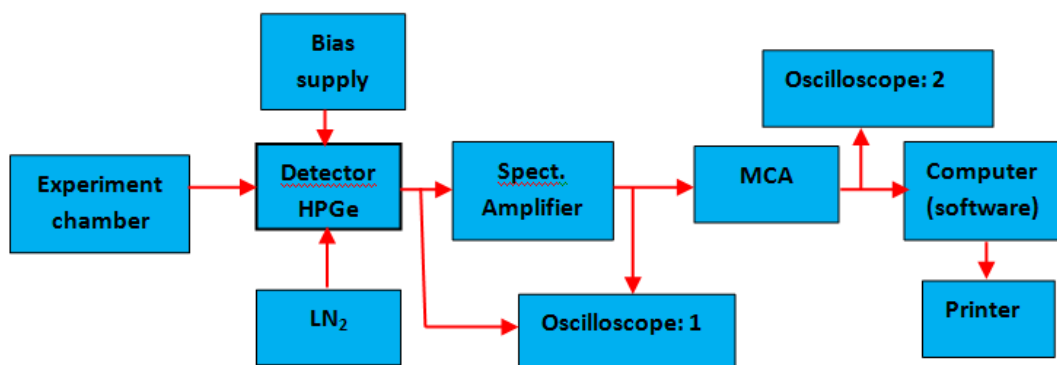 Bias
supply
Oscilloscope: 2
Experiment
chamber
Detector
HPGe
Spect.
Amplifier
MCA
Computer
(software)
LN₂
Oscilloscope: 1
Printer